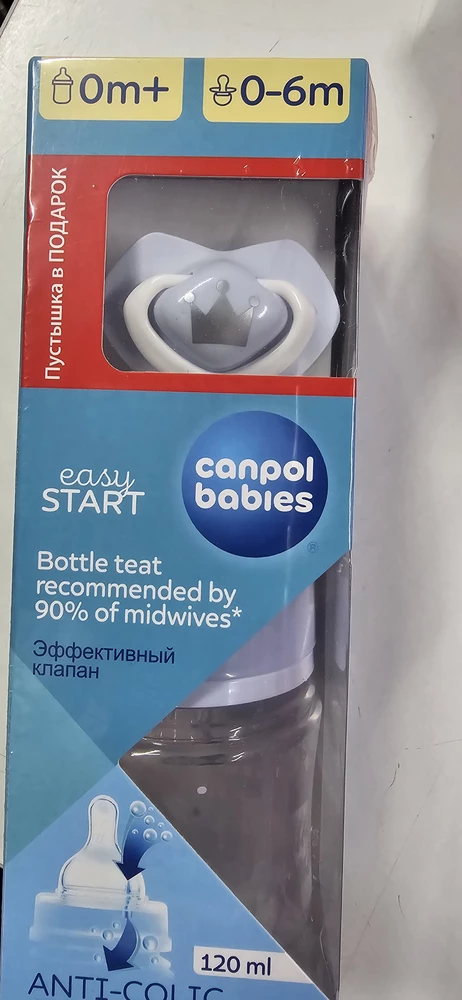 0m+
0-6m
Пустышка в ПОДАРОК
easy
START
canpol
babies
®
Bottle teat
recommended by
90% of midwives*
Эффективный
клапан
120 ml
ANTI-COLIC